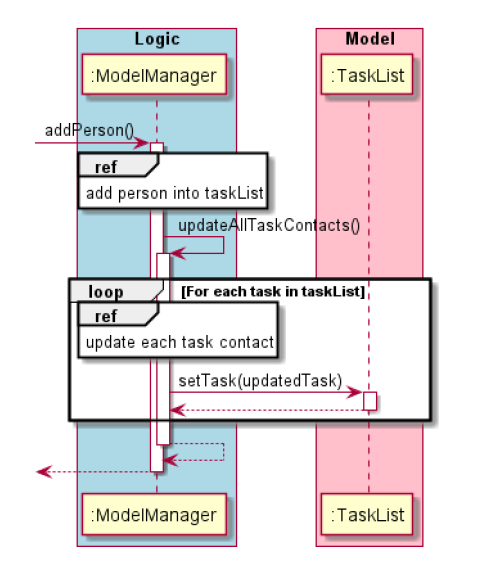 Logic
Model
:ModelManager
:TaskList
addPerson()
ref
add person into taskList
updateAllTaskContacts()
loop
[For each task in taskList]
ref
update each task contact
setTask(updatedTask)
:ModelManager
:TaskList